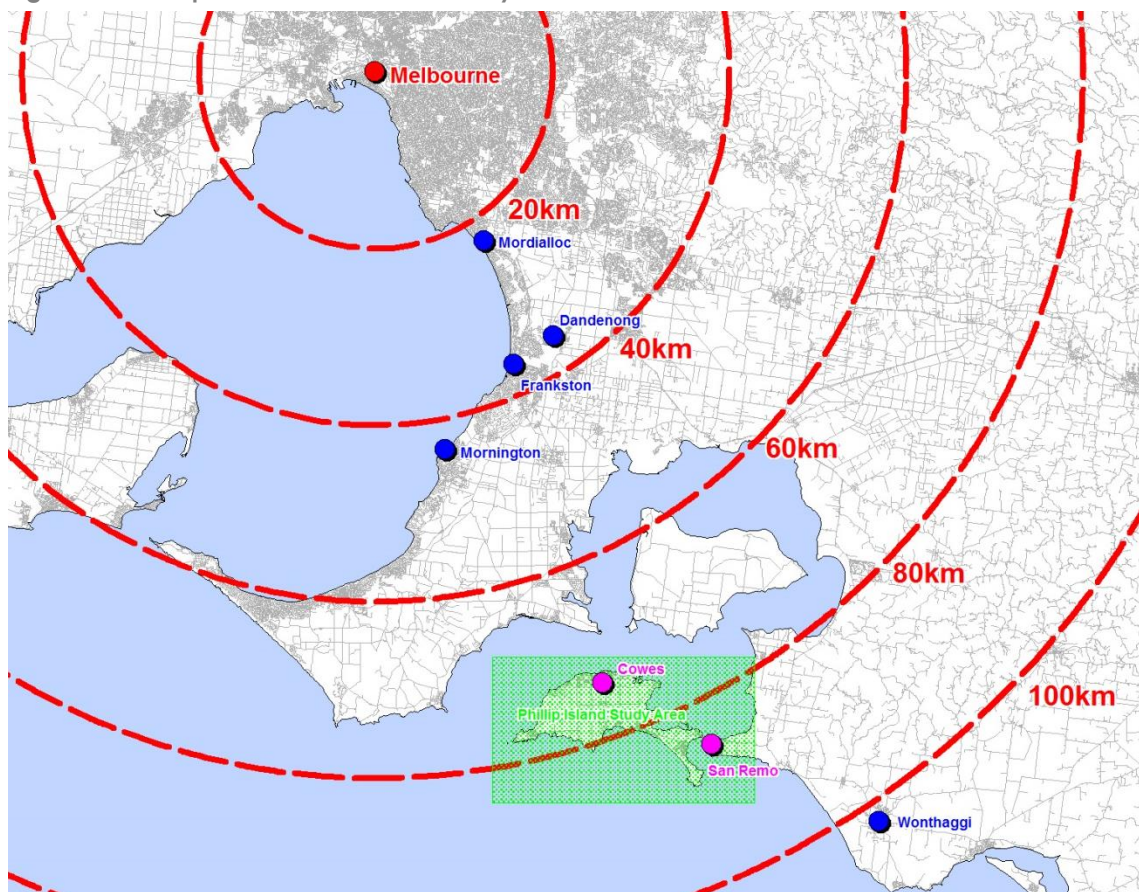 Melbourne
20km
Mordialloc
Dandenong
40km
Frankston
60km
Mornington
80km
Cowes
100km
Phillip Island Study Area
San Remo
Wonthaggi